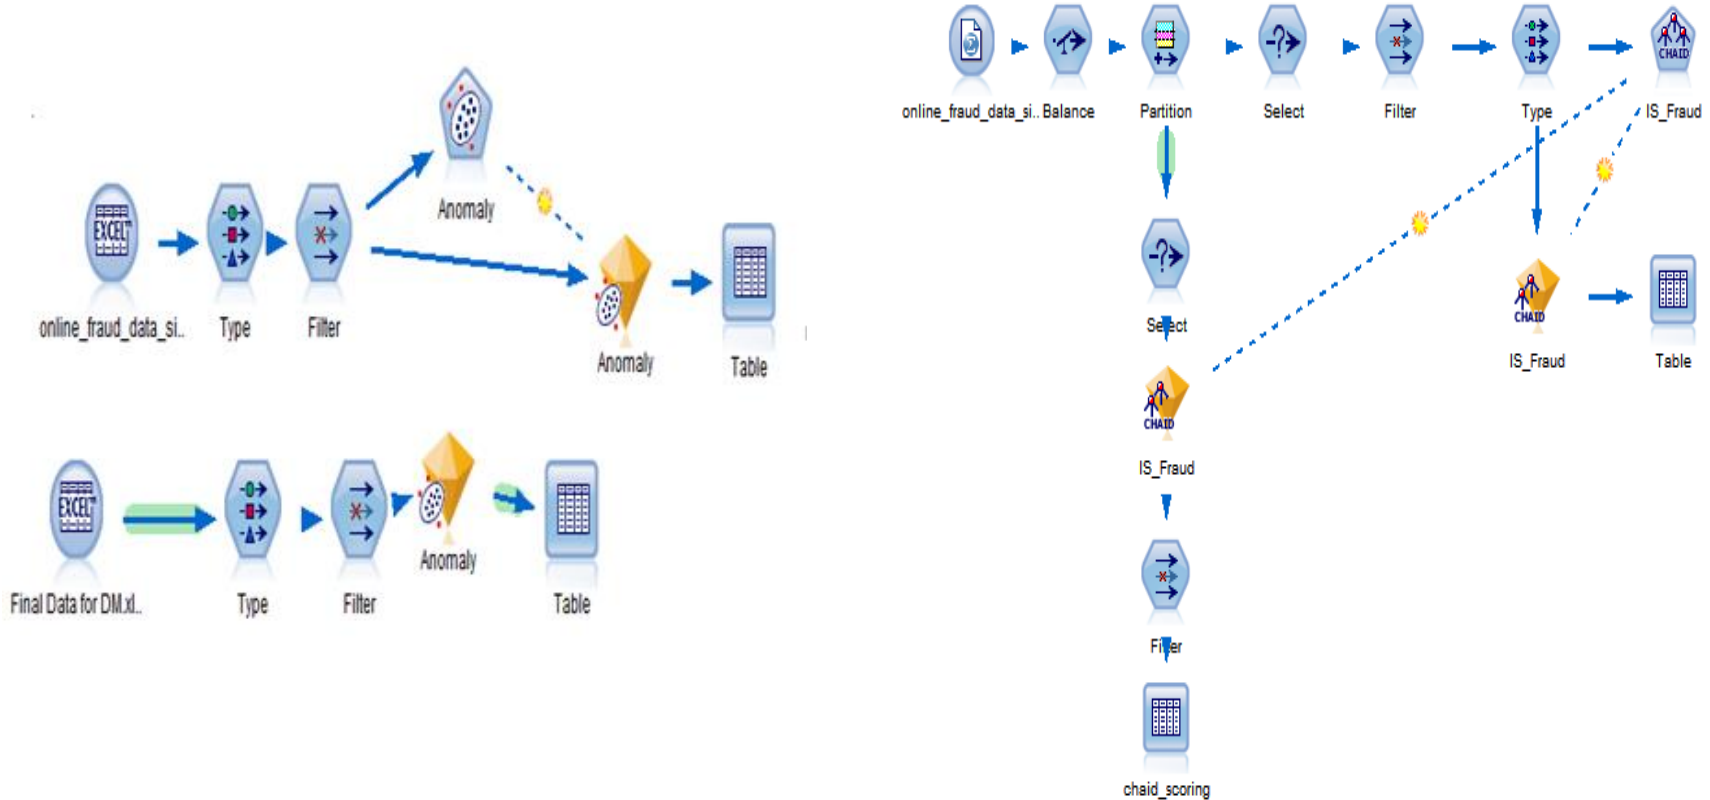 Anomaly
EXCEL
online_fraud_data_si..
Type
Filter
Anomaly
Table
EXCEL
Final Data for DM.xl..
Type
Filter
Anomaly
Table
online_fraud_data_si..
Balance
Partition
Select
Filter
Type
CHAID
IS_Fraud
Select
CHAID
IS_Fraud
CHAID
IS_Fraud
Table
Filter
chaid_scoring